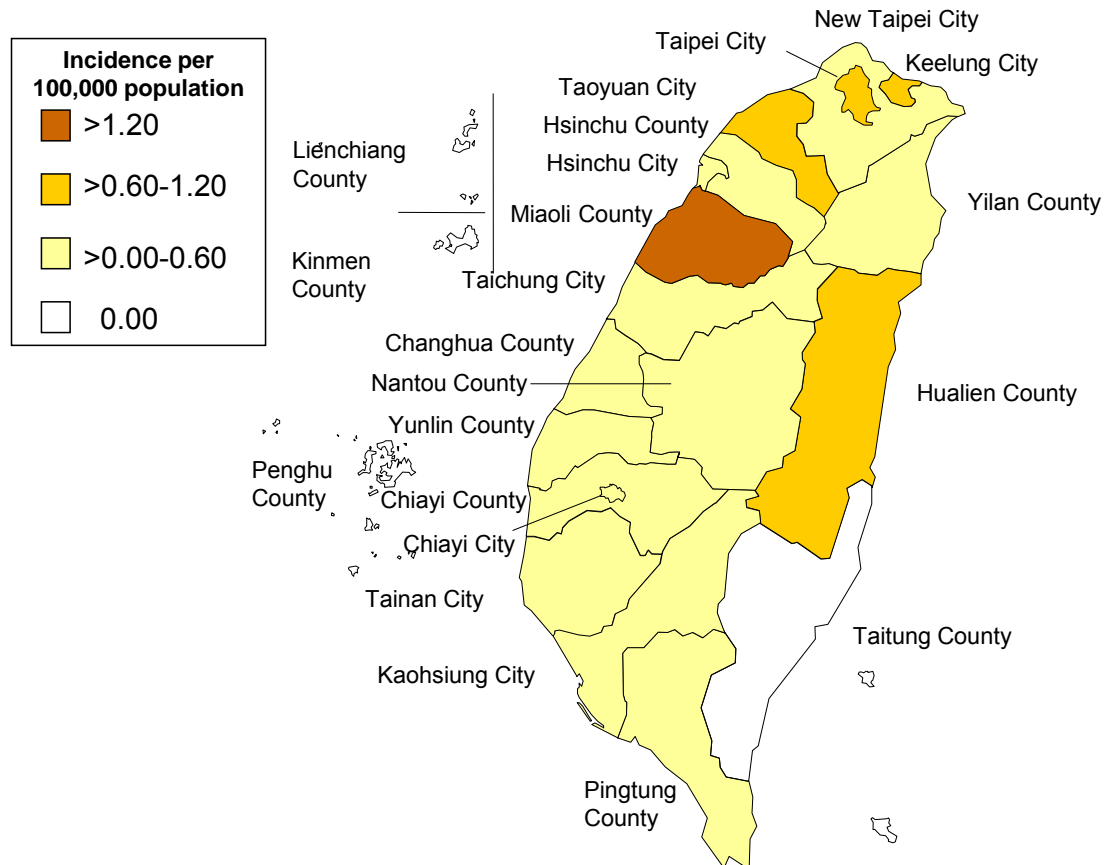 Incidence per
100,000 population
>1.20
>0.60-1.20
>0.00-0.60
0.00
New Taipei City
Taipei City
Keelung City
Taoyuan City
Hsinchu County
Hsinchu City
Lienchiang
County
Miaoli County
Yilan County
Kinmen
County
Taichung City
Changhua County
Nantou County
Hualien County
Yunlin County
Penghu
County
Chiayi County
Chiayi City
Tainan City
Taitung County
Kaohsiung City
Pingtung
County